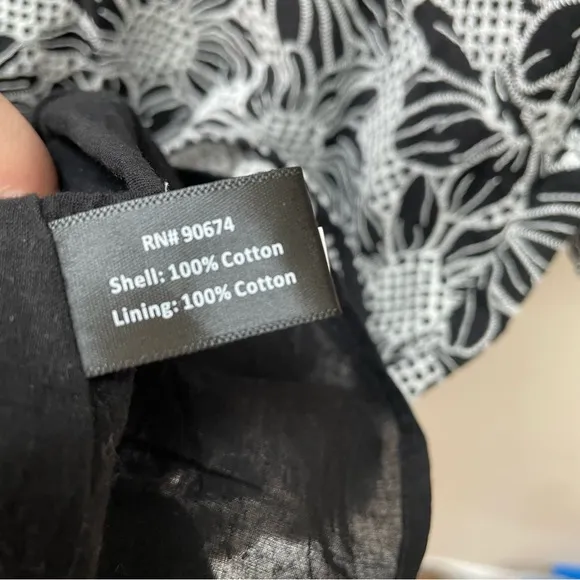 RN# 90674
Shell: 100% Cotton
Lining: 100% Cotton